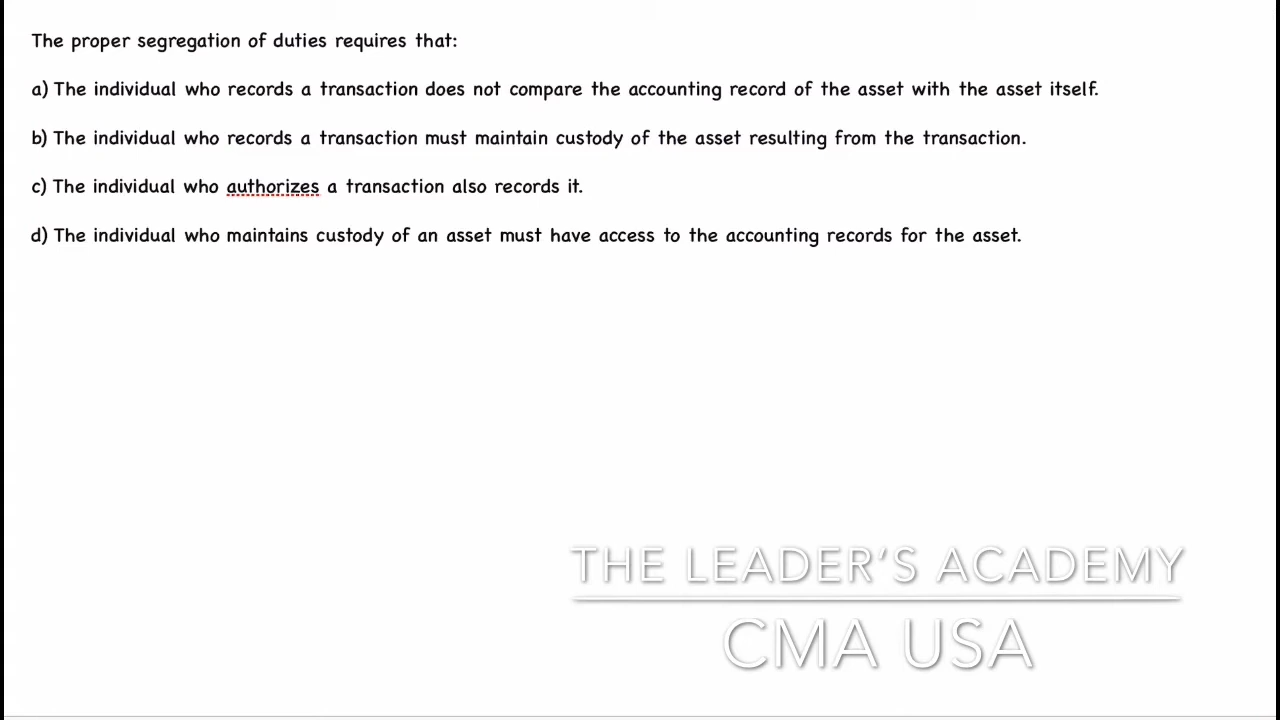 The proper segregation of duties requires that:
a) The individual who records a transaction does not compare the accounting record of the asset with the asset itself.
b) The individual who records a transaction must maintain custody of the asset resulting from the transaction.
c) The individual who authorizes a transaction also records it.
d) The individual who maintains custody of an asset must have access to the accounting records for the asset.
THE LEADER'S ACADEMY
CMA USA